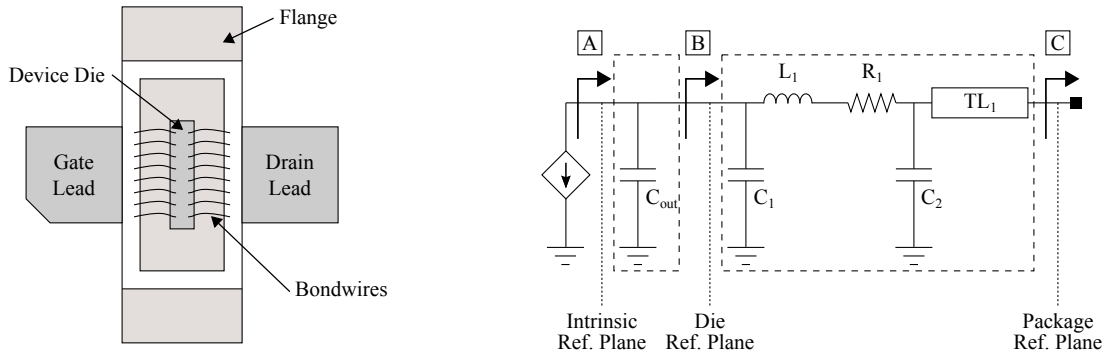 Flange
Device Die
Gate
Lead
Drain
Lead
Bondwires
A
B
C
L1
R1
TL1
Cout
C1
C2
Intrinsic
Ref. Plane
Die
Ref. Plane
Package
Ref. Plane